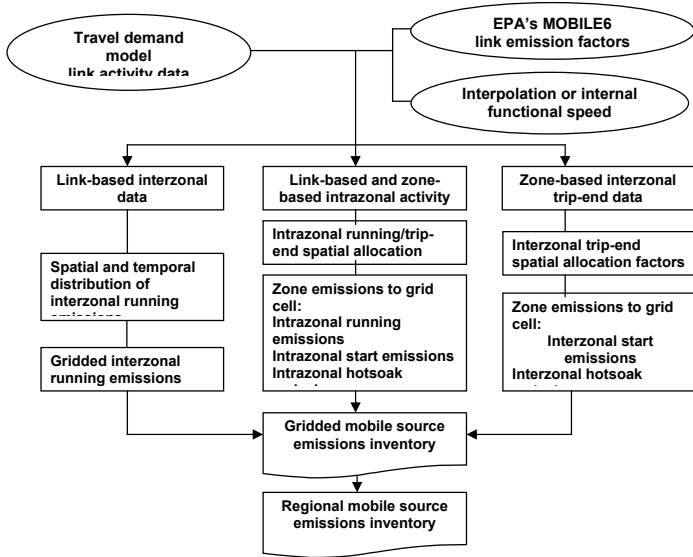 Travel demand
model
link activity data
EPA's MOBILE6
link emission factors
Interpolation or internal
functional speed
Link-based interzonal
data
Link-based and zone-
based intrazonal activity
Zone-based interzonal
trip-end data
Intrazonal running/trip-
end spatial allocation
Interzonal trip-end
spatial allocation factors
Spatial and temporal
distribution of
interzonal running
emissions
Zone emissions to grid
cell:
Intrazonal running
emissions
Intrazonal start emissions
Intrazonal hotsoak
Zone emissions to grid
cell:
Interzonal start
emissions
Interzonal hotsoak
Gridded interzonal
running emissions
Gridded mobile source
emissions inventory
Regional mobile source
emissions inventory